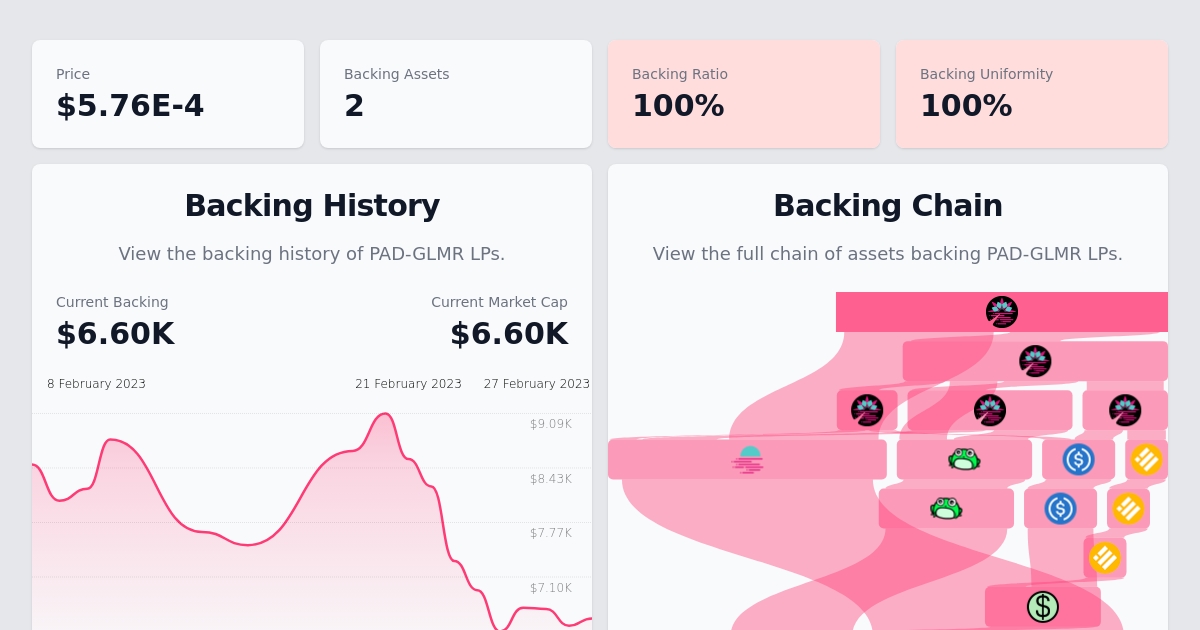 Price
$5.76E-4
Backing Assets
2
Backing Ratio
100%
Backing Uniformity
100%
Backing History
View the backing history of PAD-GLMR LPs.
Current Backing
$6.60K
Current Market Cap
$6.60K
8 February 2023
21 February 2023
27 February 2023
$9.09K
$8.43K
$7.77K
$7.10K
Backing Chain
View the full chain of assets backing PAD-GLMR LPs.
$
$
$